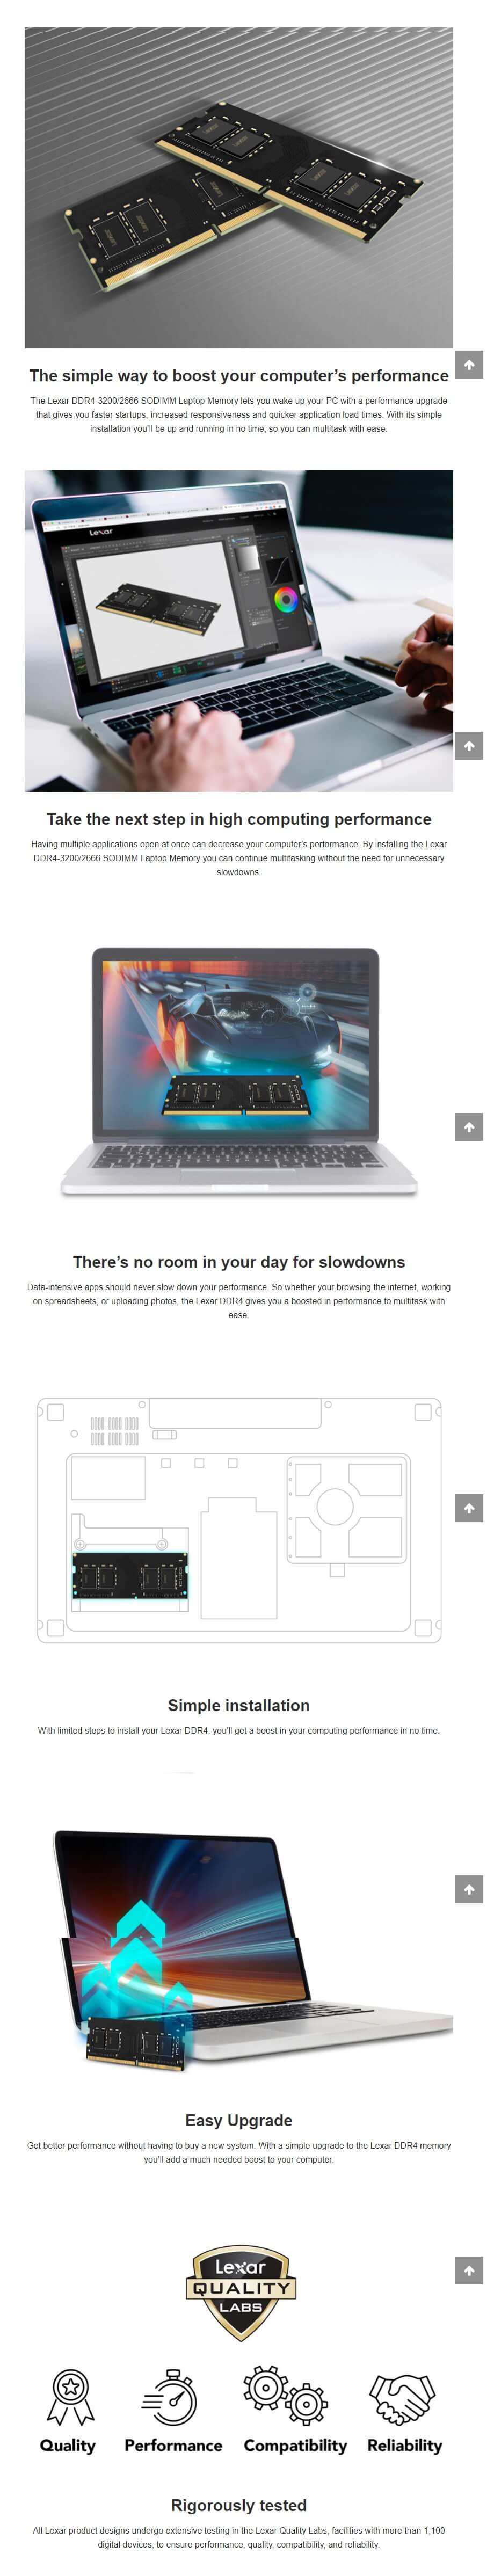 The simple way to boost your computer’s performance
The Lexar DDR4-3200/2666 SODIMM Laptop Memory lets you wake up your PC with a performance upgrade
that gives you faster startups, increased responsiveness and quicker application load times. With its simple
installation you’ll be up and running in no time, so you can multitask with ease.
Lexar
Take the next step in high computing performance
Having multiple applications open at once can decrease your computer’s performance. By installing the Lexar
DDR4-3200/2666 SODIMM Laptop Memory you can continue multitasking without the need for unnecessary
slowdowns.
There’s no room in your day for slowdowns
Data-intensive apps should never slow down your performance. So whether your browsing the internet, working
on spreadsheets, or uploading photos, the Lexar DDR4 gives you a boosted in performance to multitask with
ease.
Simple installation
With limited steps to install your Lexar DDR4, you’ll get a boost in your computing performance in no time.
Easy Upgrade
Get better performance without having to buy a new system. With a simple upgrade to the Lexar DDR4 memory
you’ll add a much needed boost to your computer.
Lexar
QUALITY
LABS
Quality Performance Compatibility Reliability
Rigorously tested
All Lexar product designs undergo extensive testing in the Lexar Quality Labs, facilities with more than 1,100
digital devices, to ensure performance, quality, compatibility, and reliability.